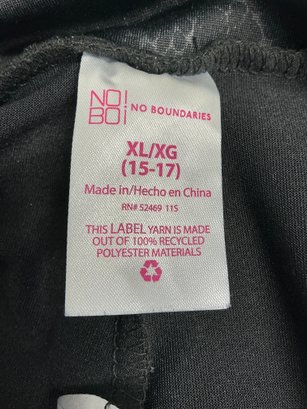 NO!
BO!
NO BOUNDARIES
XL/XG
(15-17)
Made in/Hecho en China
RN# 52469 115
THIS LABEL YARN IS MADE
OUT OF 100% RECYCLED
POLYESTER MATERIALS